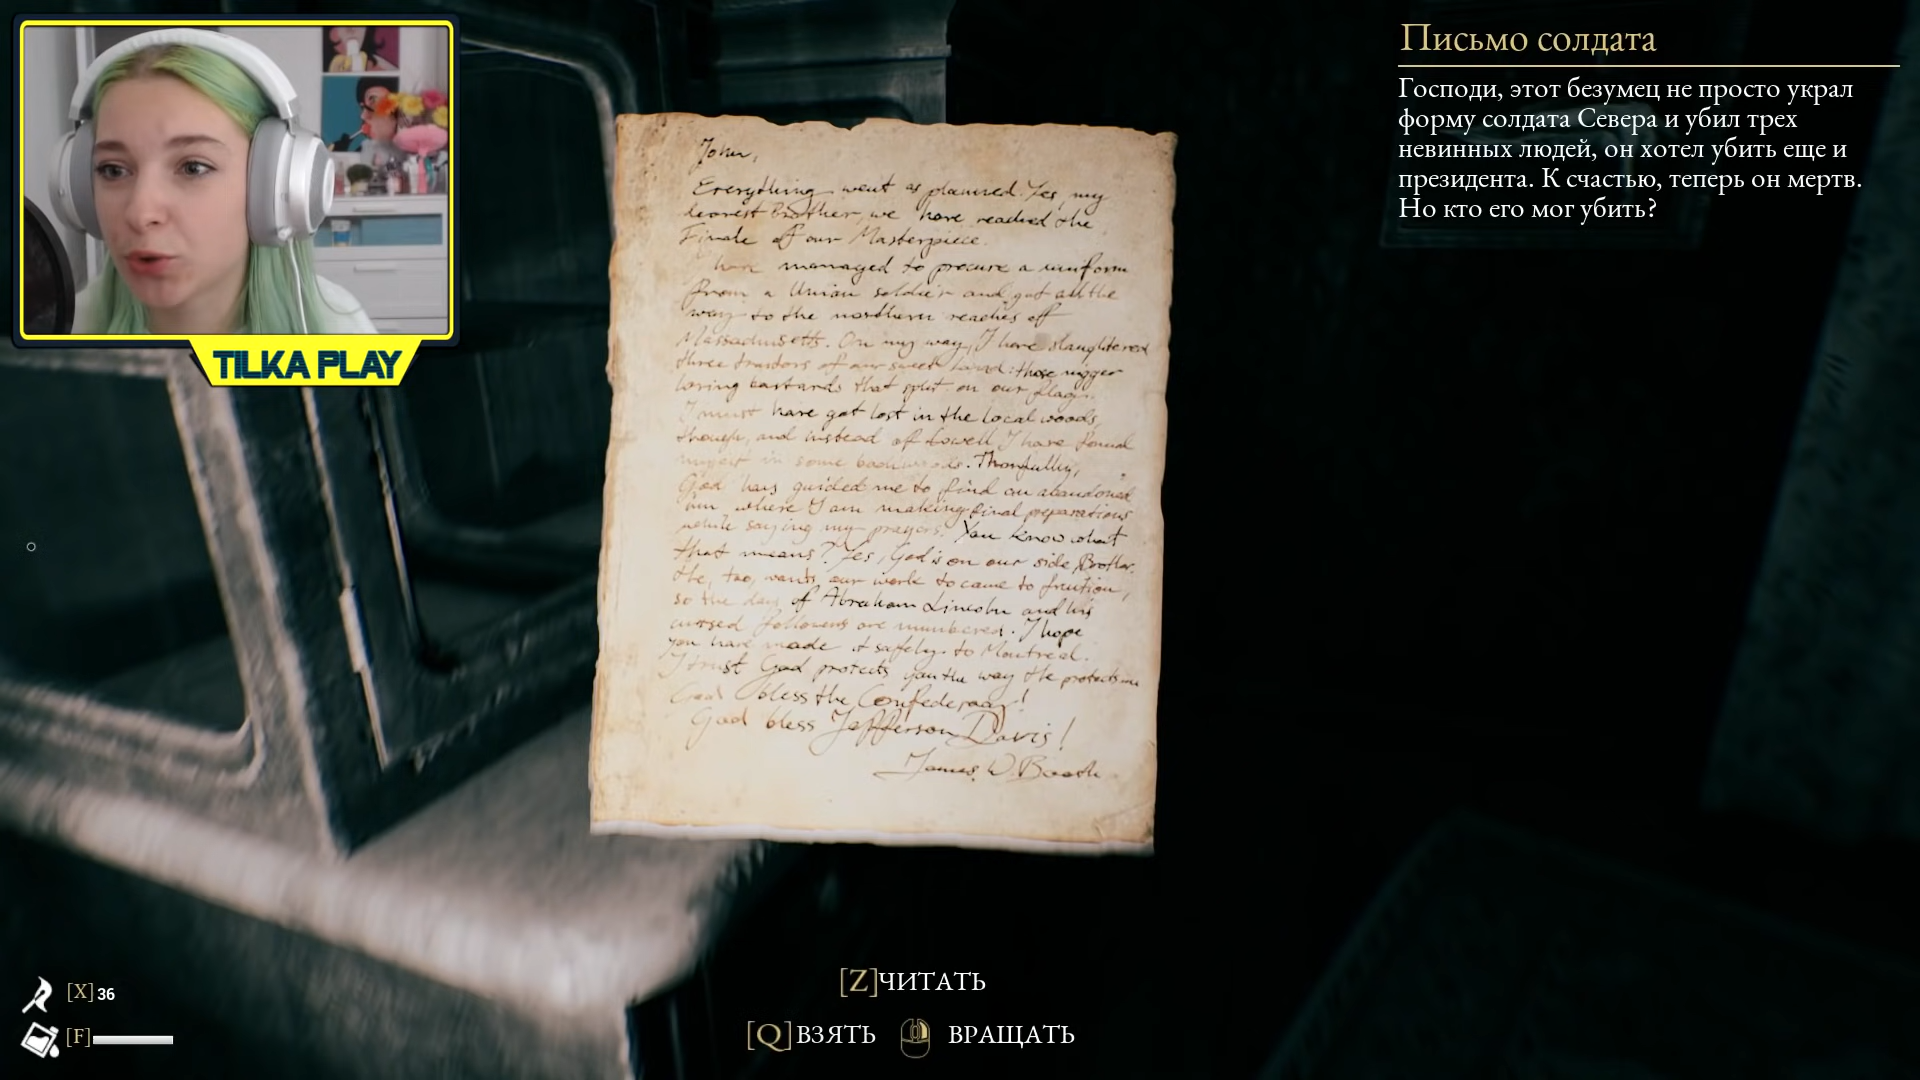 TILKA PLAY
Письмо солдата
Господи, этот безумец не просто украл
форму солдата Севера и убил трех
невинных людей, он хотел убить еще и
президента. К счастью, теперь он мертв.
Но кто его мог убить?
John,
Everything went as planned. Yes, my
dearest Brother, we have reached the
Finale of our Masterpiece.
I have managed to procure a uniform
from a Union soldier and got all the
way to the northern reaches off
Massachusetts. On my way, I have slaughtered
three traitors of our sweet land: those nigger
loving bastards that spit on our flag.
I must have got lost in the local woods,
though, and instead of Lowell I have found
myself in some backwoods. Thankfully,
God has guided me to find an abandoned
inn where I am making final preparations
while saying my prayers. You know what
that means? Yes, God is on our side, Brother.
He, too, wants our work to came to fruition,
so the days of Abraham Lincoln and his
cursed followers are numbered. I hope
you have made it safely to Montreal.
I trust God protects you the way He protects me
God bless the Confederacy!
God bless Jefferson Davis!
James W. Booth
[Z]ЧИТАТЬ
[Q]ВЗЯТЬ ВРАЩАТЬ
[X] 36
[F]